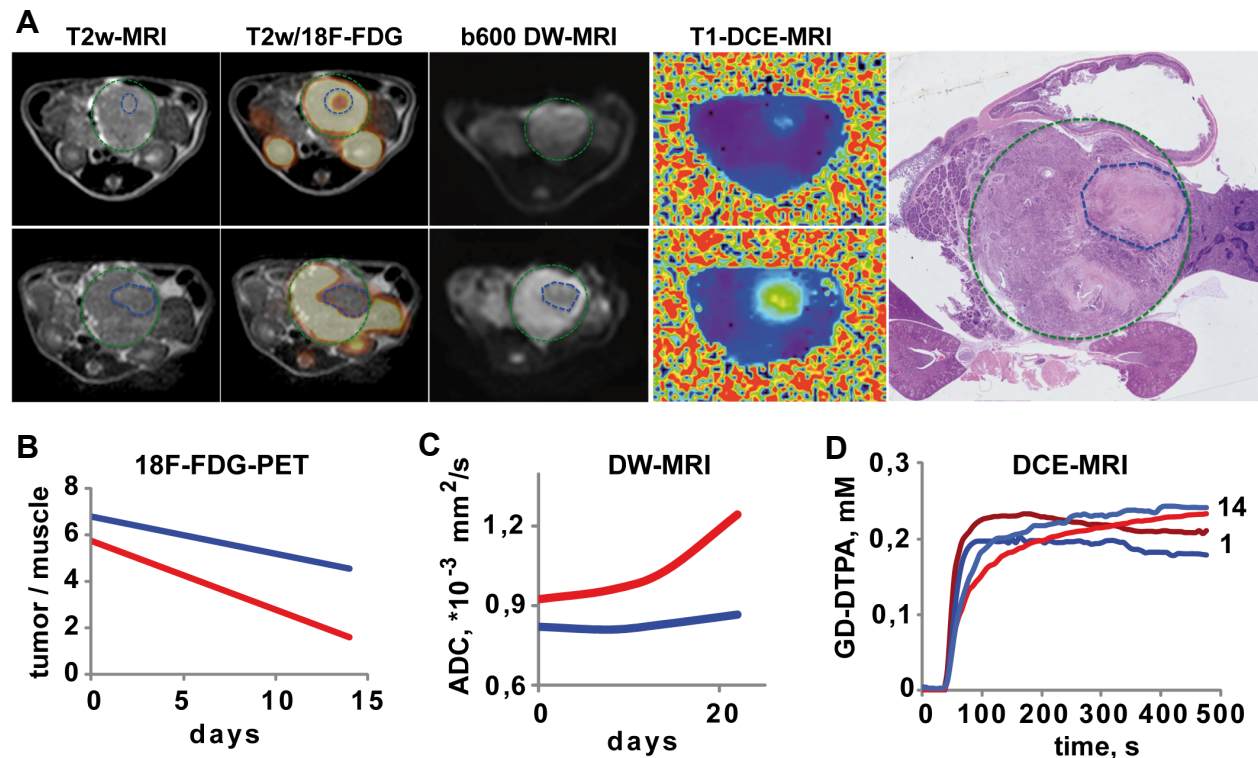 A
T2w-MRI T2w/18F-FDG b600 DW-MRI T1-DCE-MRI
B
18F-FDG-PET
tumor / muscle
8
6
4
2
0
0 5 10 15
days
C
DW-MRI
ADC, *10⁻³ mm²/s
1,2
0,9
0,6
0 20
days
D
DCE-MRI
GD-DTPA, mM
0,3
0,2
0,1
0
14
1
0 100 200 300 400 500
time, s